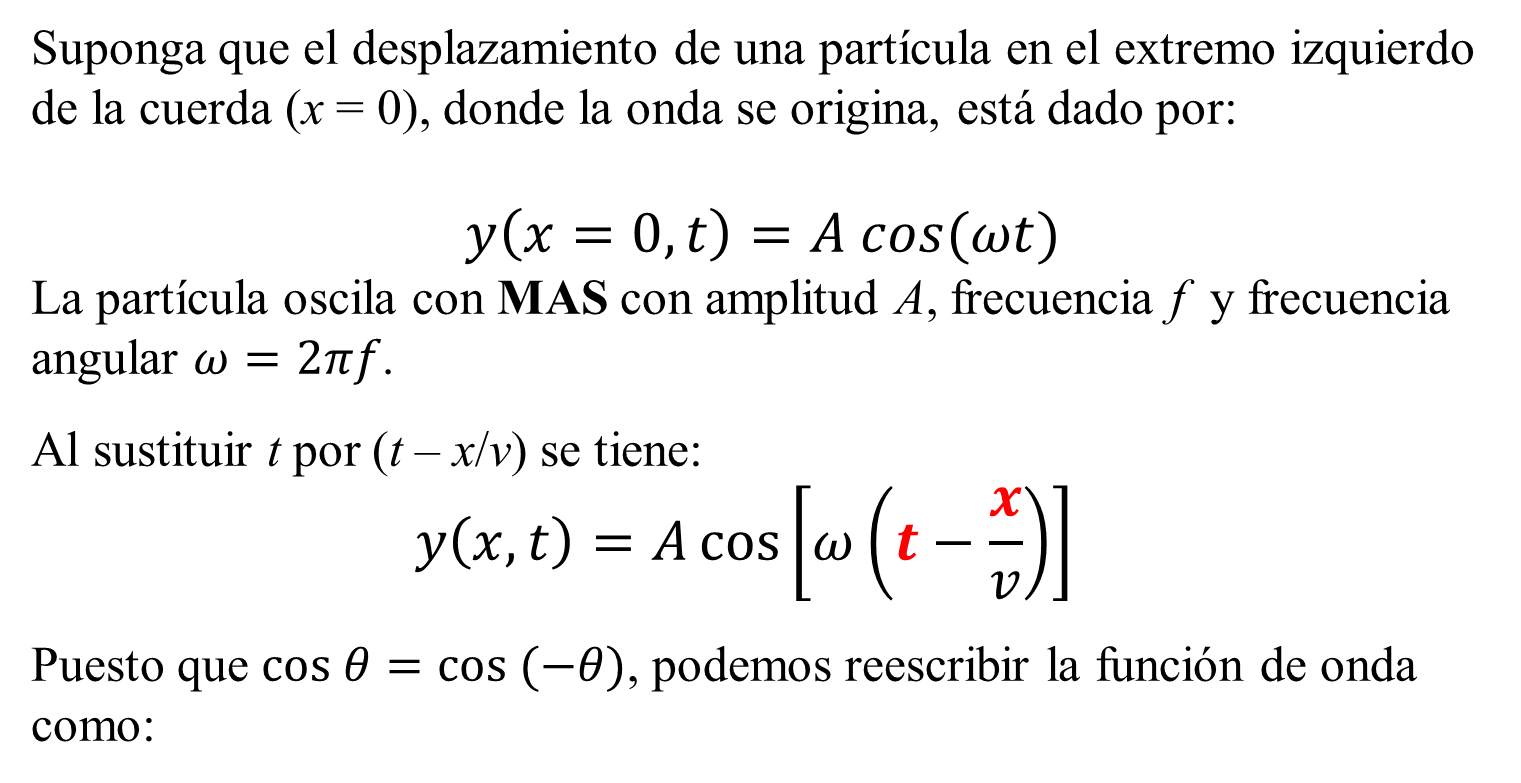 Suponga que el desplazamiento de una partícula en el extremo izquierdo
de la cuerda (x = 0), donde la onda se origina, está dado por:
y(x = 0, t) = A cos(ωt)
La partícula oscila con MAS con amplitud A, frecuencia f y frecuencia
angular ω = 2πf.
Al sustituir t por (t – x/v) se tiene:
y(x, t) = A cos [ω (t − x/v)]
Puesto que cos θ = cos (−θ), podemos reescribir la función de onda
como: